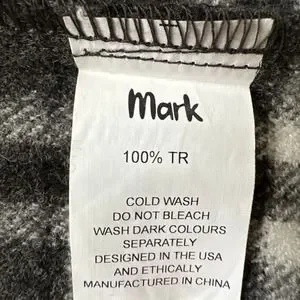 Mark
100% TR
COLD WASH
DO NOT BLEACH
WASH DARK COLOURS
SEPARATELY
DESIGNED IN THE USA
AND ETHICALLY
MANUFACTURED IN CHINA